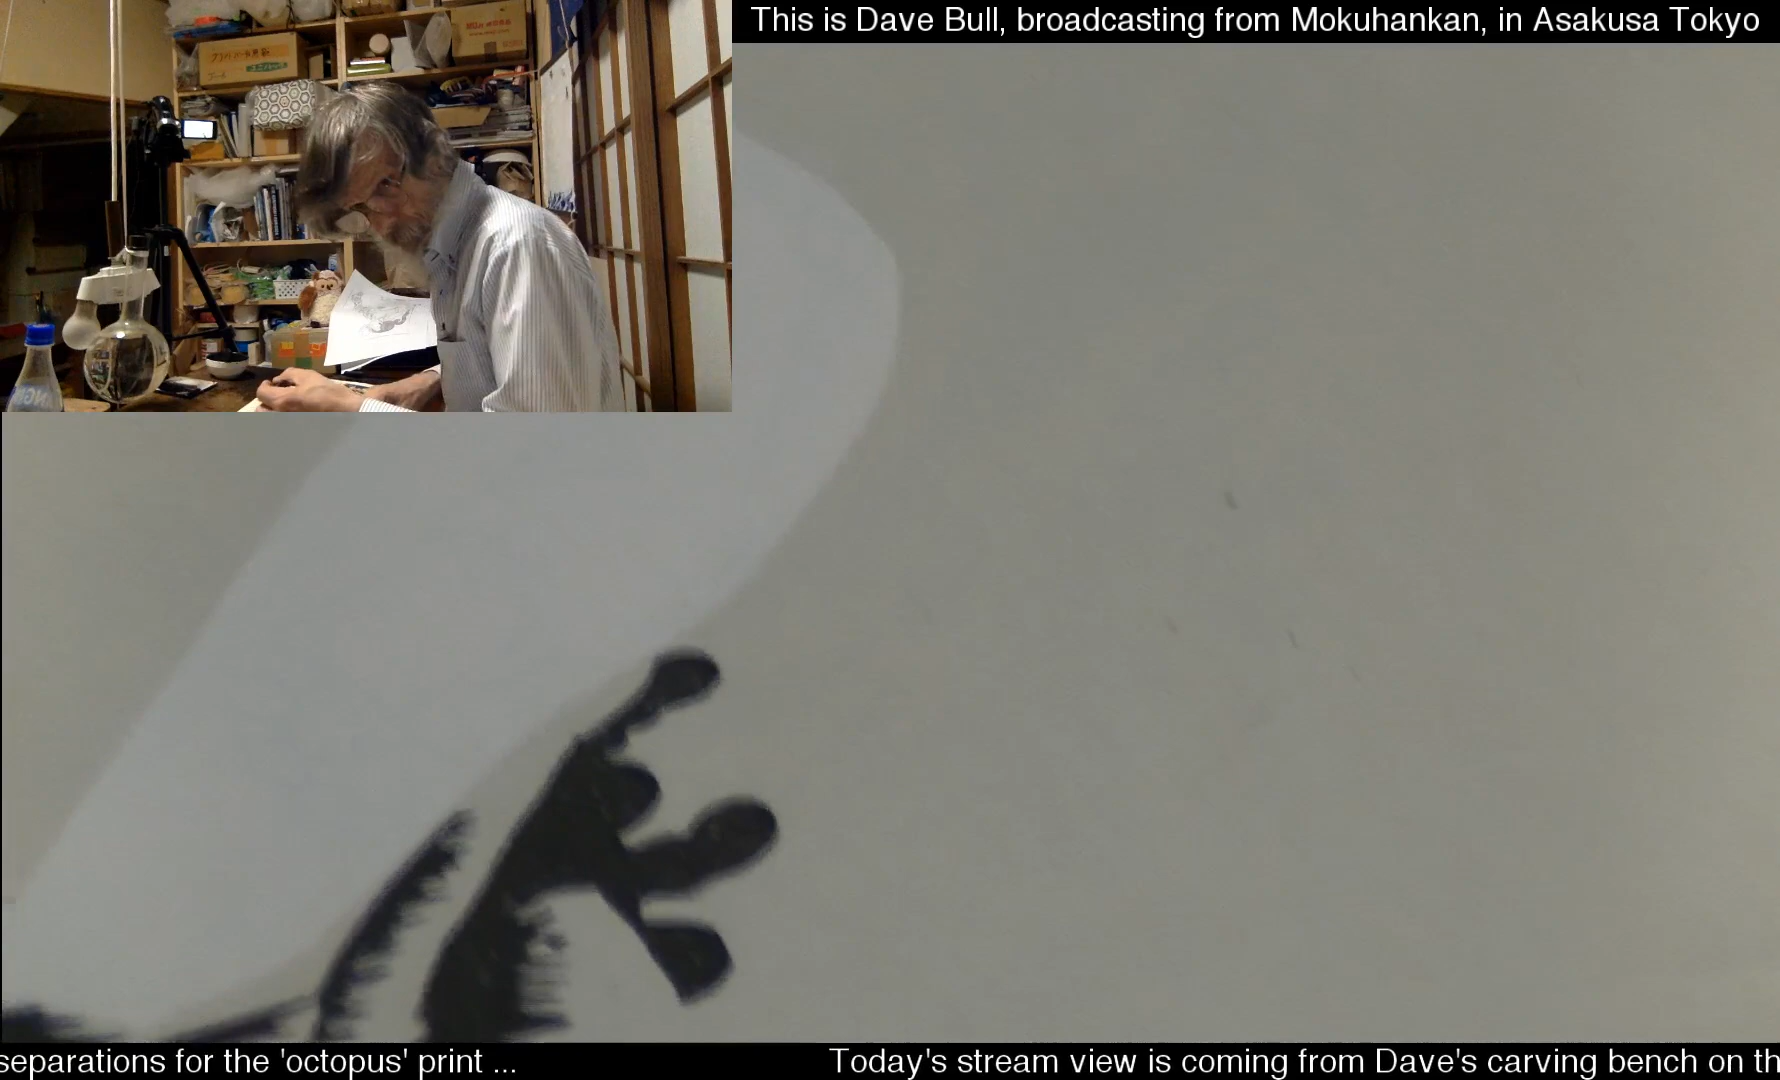 This is Dave Bull, broadcasting from Mokuhankan, in Asakusa Tokyo
separations for the 'octopus' print ... Today's stream view is coming from Dave's carving bench on th